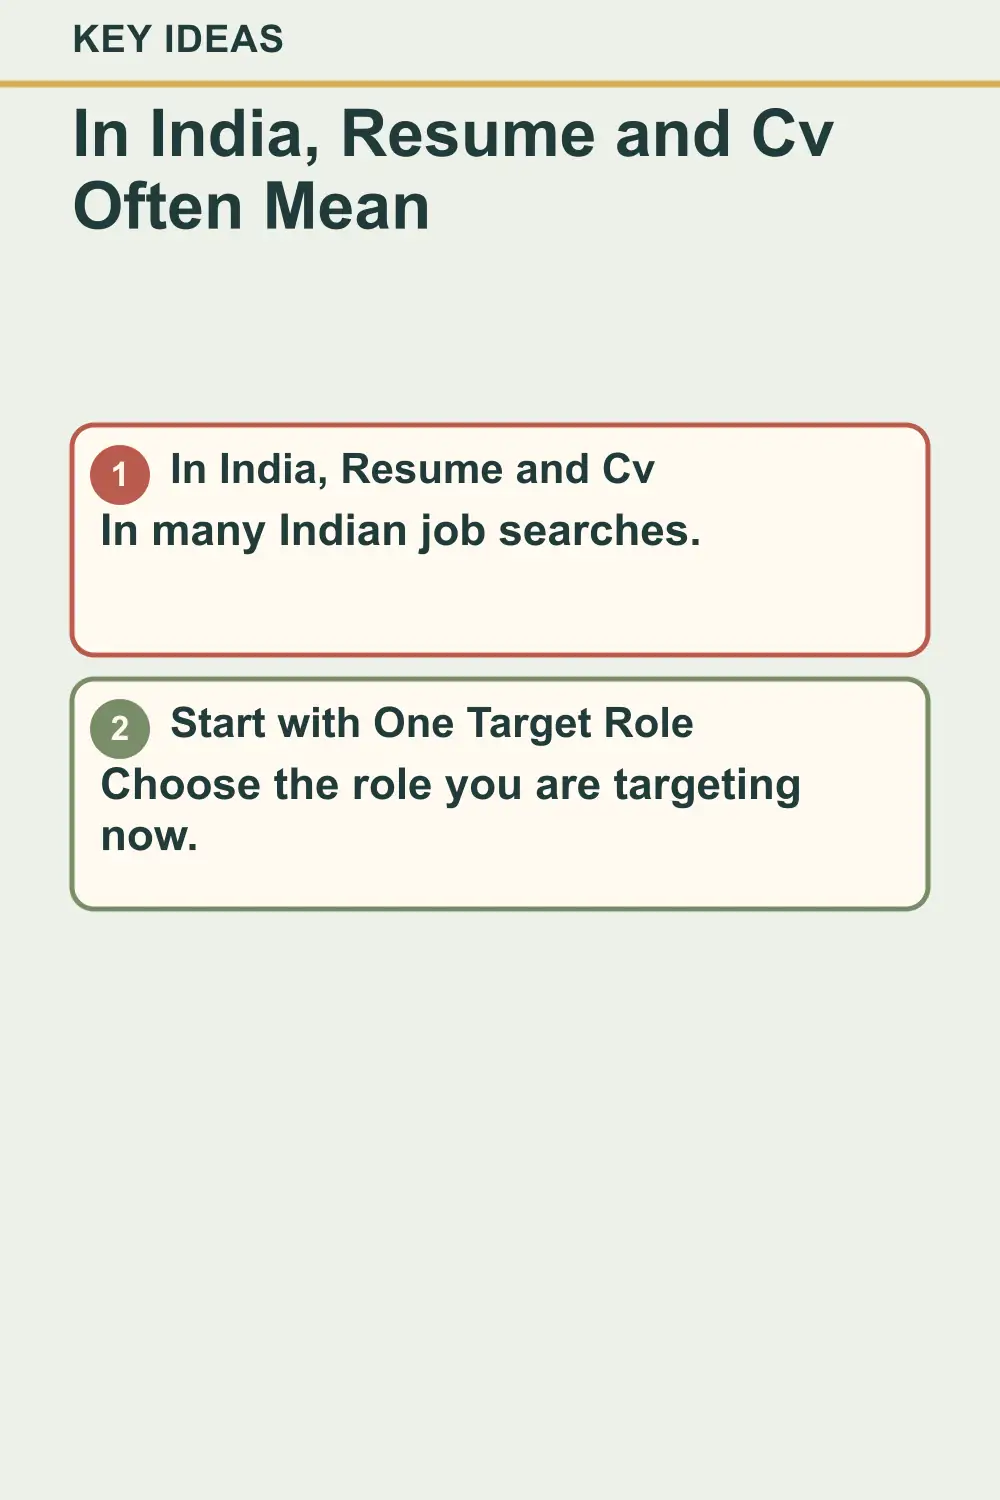 KEY IDEAS
In India, Resume and Cv
Often Mean
1
In India, Resume and Cv
In many Indian job searches.
2
Start with One Target Role
Choose the role you are targeting
now.